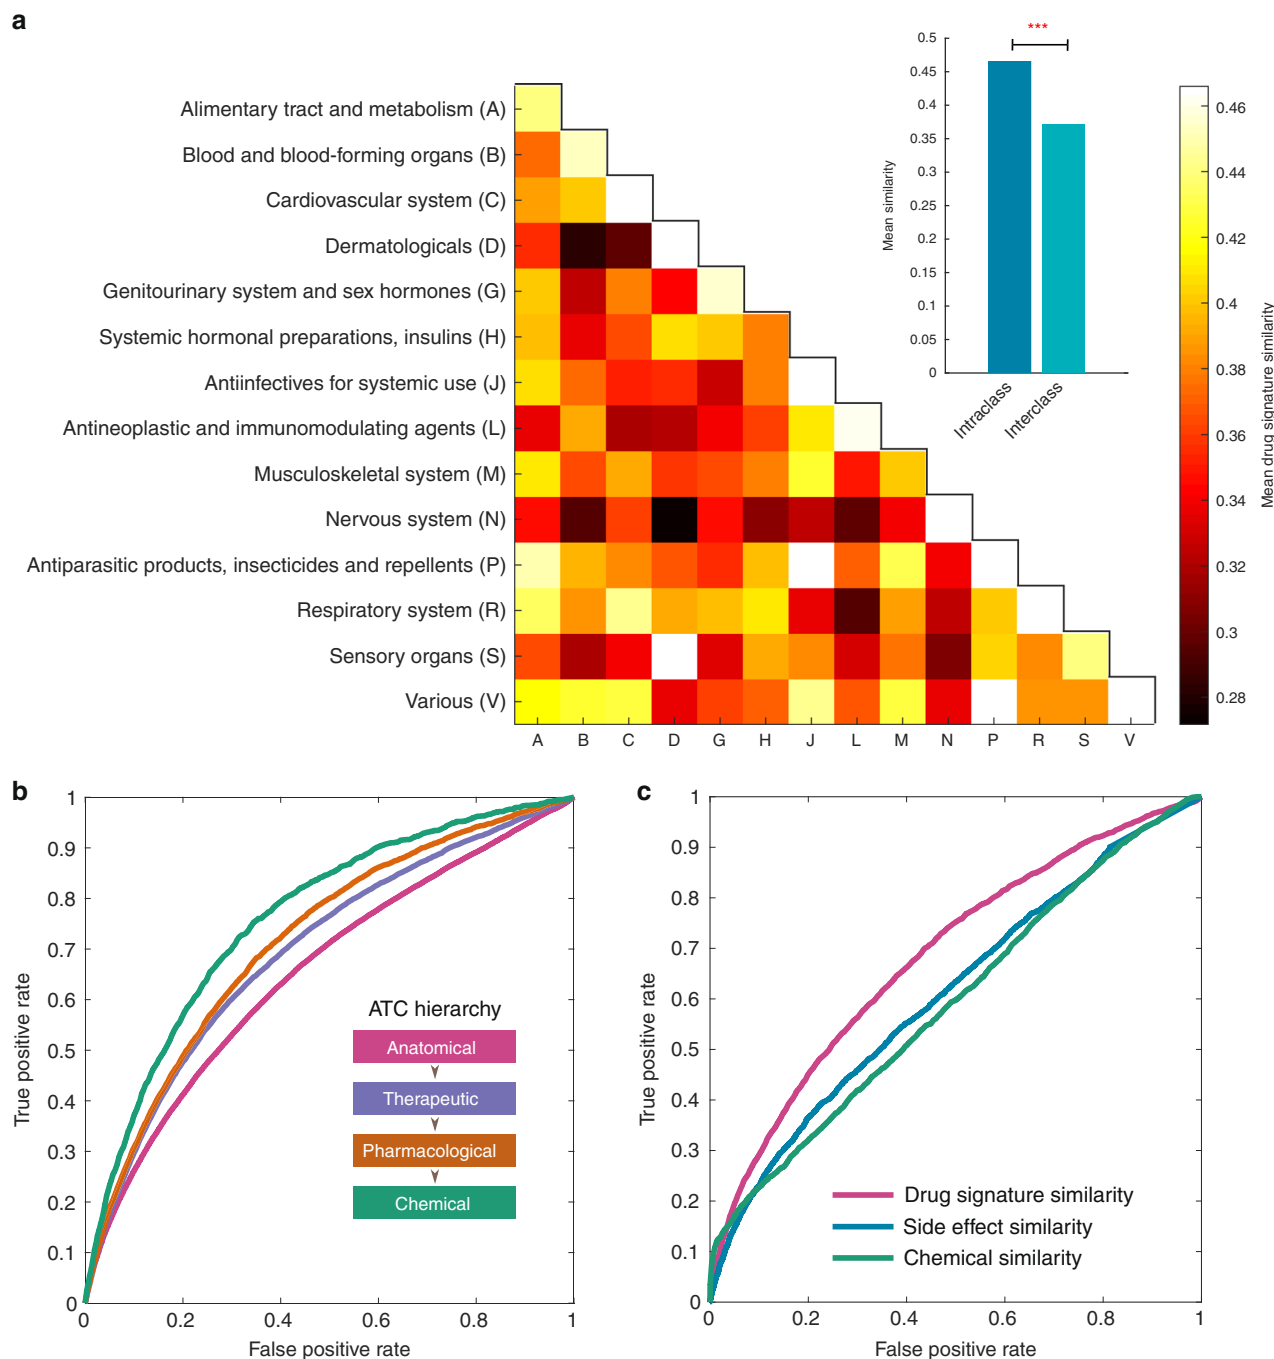 a
***
0.5
0.45
0.4
0.35
0.3
0.25
0.2
0.15
0.1
0.05
0
Mean similarity
Intraclass
Interclass
Alimentary tract and metabolism (A)
Blood and blood-forming organs (B)
Cardiovascular system (C)
Dermatologicals (D)
Genitourinary system and sex hormones (G)
Systemic hormonal preparations, insulins (H)
Antiinfectives for systemic use (J)
Antineoplastic and immunomodulating agents (L)
Musculoskeletal system (M)
Nervous system (N)
Antiparasitic products, insecticides and repellents (P)
Respiratory system (R)
Sensory organs (S)
Various (V)
A B C D G H J L M N P R S V
0.46
0.44
0.42
0.4
0.38
0.36
0.34
0.32
0.3
0.28
Mean drug signature similarity
b
1
0.9
0.8
0.7
0.6
0.5
0.4
0.3
0.2
0.1
0
True positive rate
0 0.2 0.4 0.6 0.8 1
False positive rate
ATC hierarchy
Anatomical
Therapeutic
Pharmacological
Chemical
c
1
0.9
0.8
0.7
0.6
0.5
0.4
0.3
0.2
0.1
0
True positive rate
0 0.2 0.4 0.6 0.8 1
False positive rate
Drug signature similarity
Side effect similarity
Chemical similarity